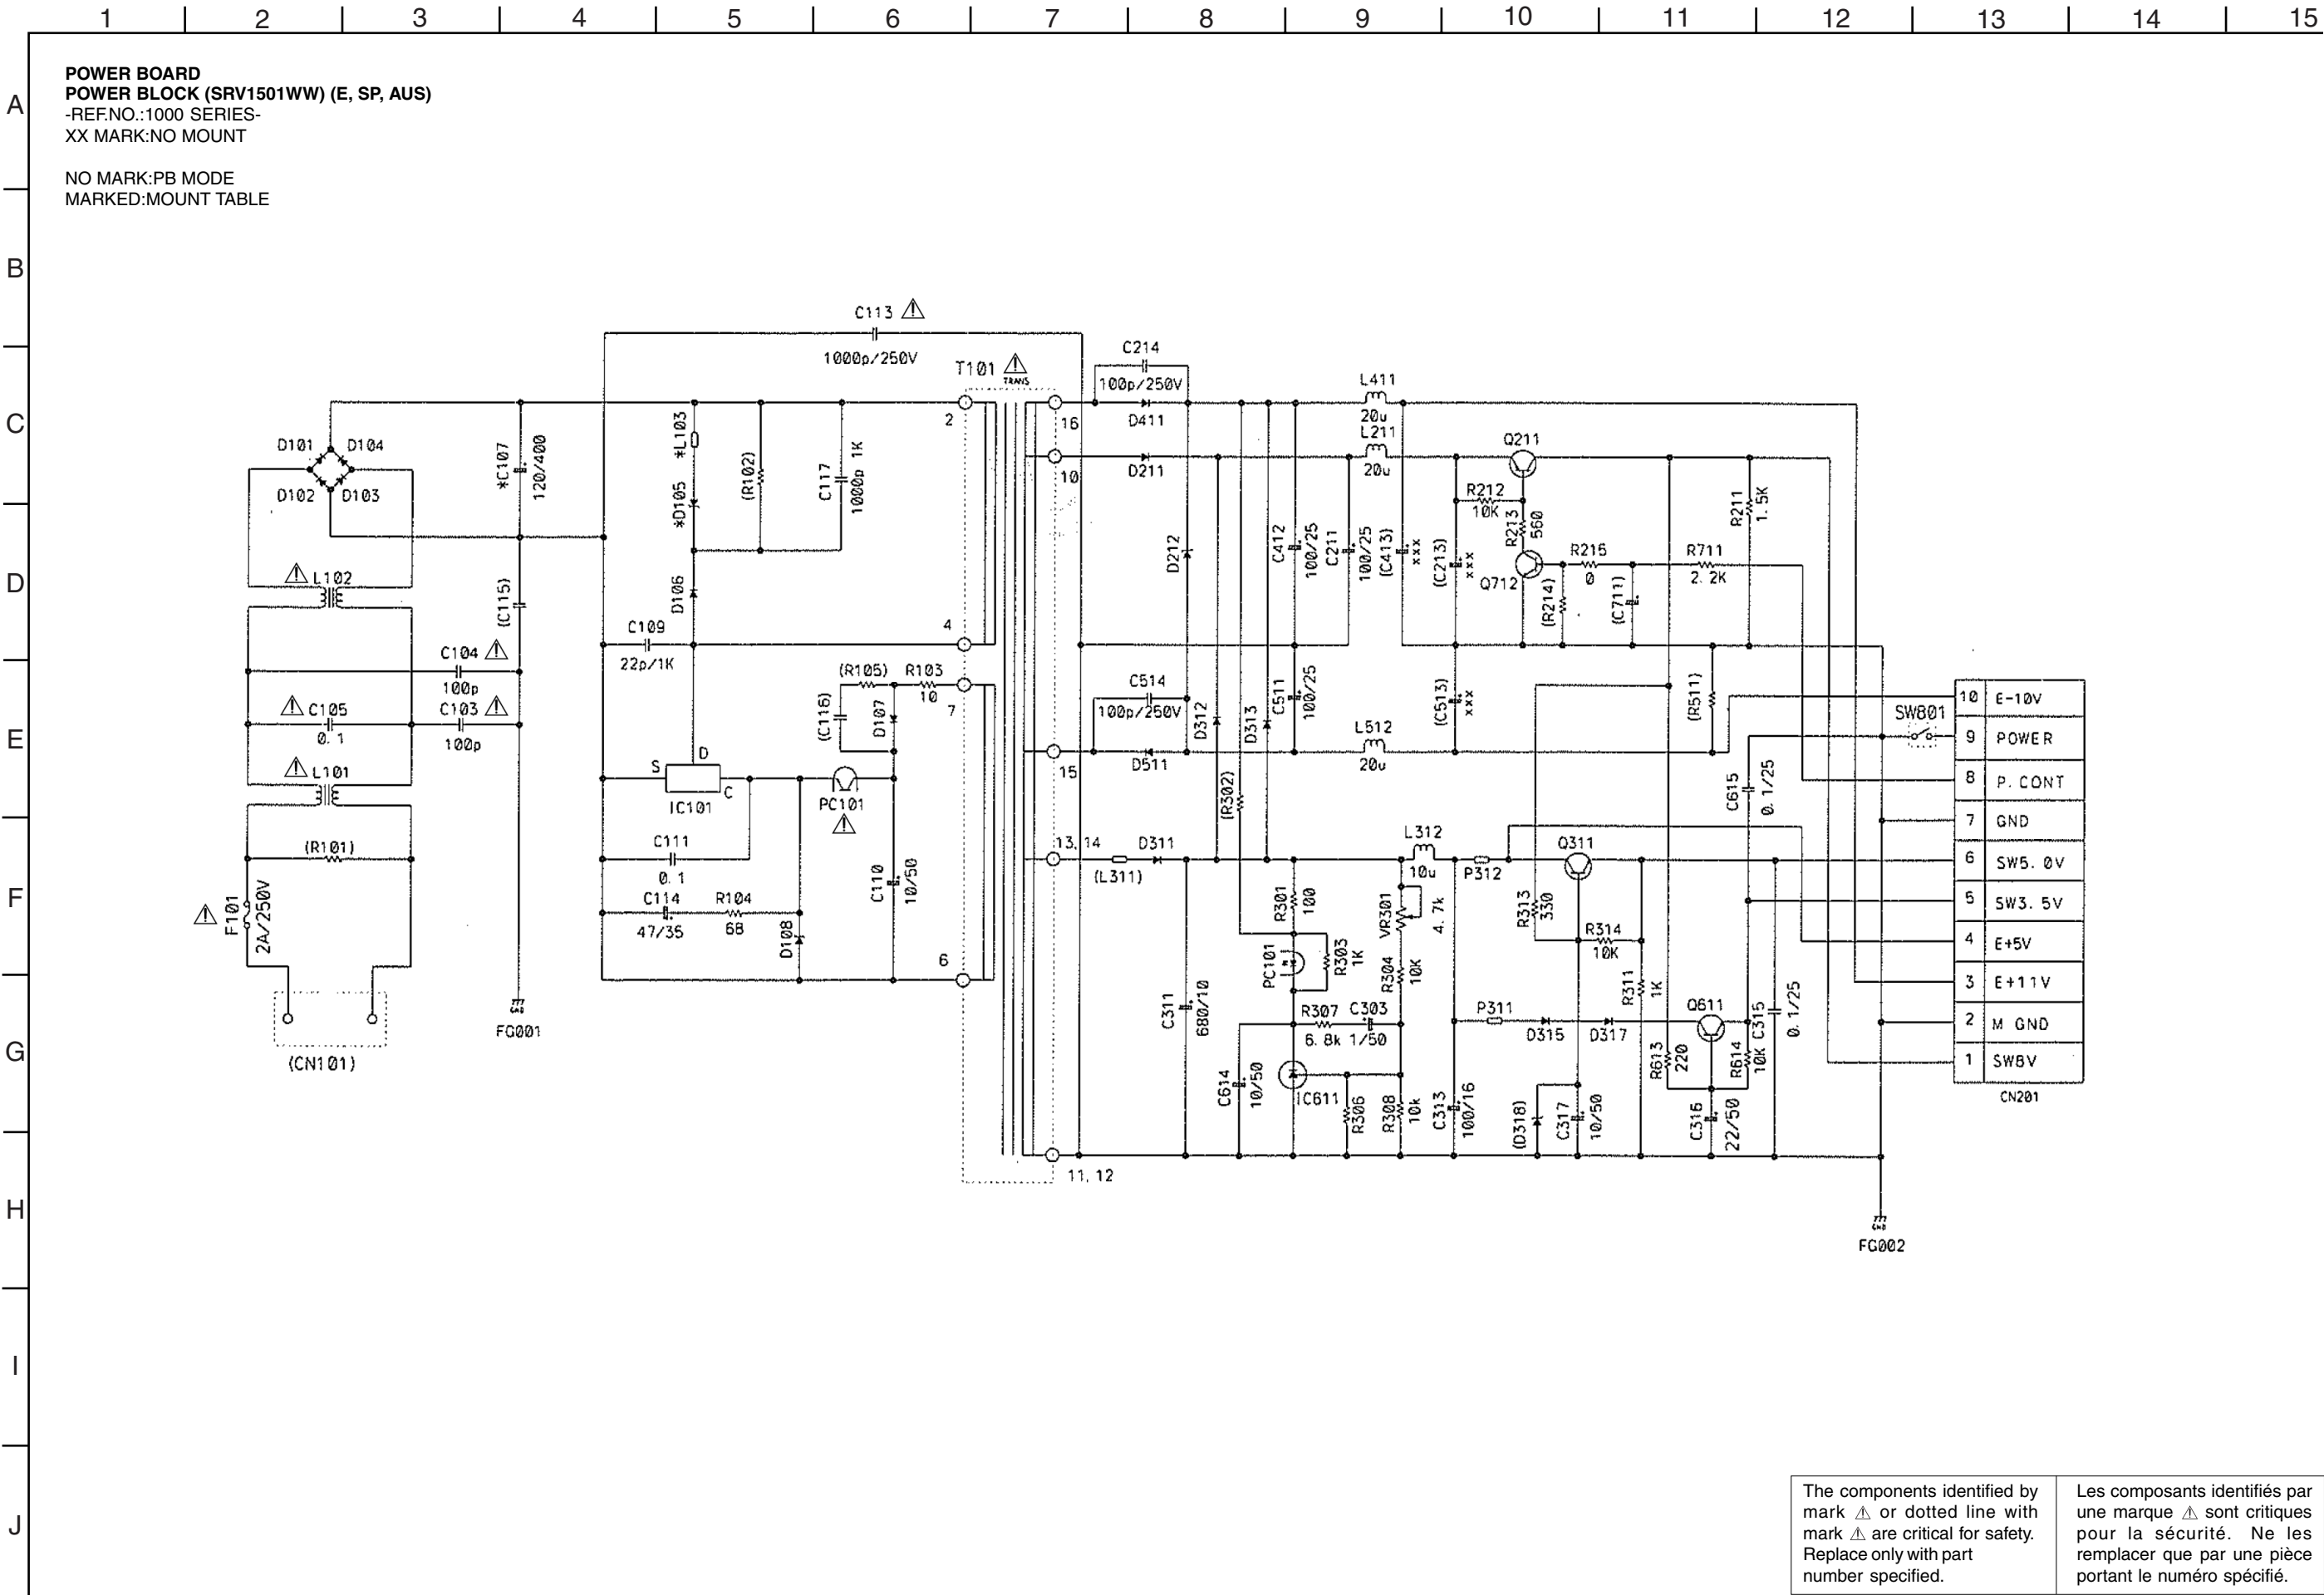 1 2 3 4 5 6 7 8 9 10 11 12 13 14 15
A
B
C
D
E
F
G
H
I
J
POWER BOARD
POWER BLOCK (SRV1501WW) (E, SP, AUS)
-REF.NO.:1000 SERIES-
XX MARK:NO MOUNT
NO MARK:PB MODE
MARKED:MOUNT TABLE
C113 ⚠
1000p/250V
T101 ⚠
TRANS
C214
100p/250V
D411
L411
20u
L211
20u
D211
2
16
10
D101
D104
D102
D103
*C107
120/400
*L103
*D105
(R102)
C117
1000p 1K
Q211
R212
10K
R213
560
R211
1.5K
D212
C412
100/25
C211
100/25
(C413)
xxx
(C213)
xxx
Q712
R215
0
(R214)
(C711)
R711
2.2K
⚠ L102
(C115)
D106
C109
22p/1K
4
C104 ⚠
100p
⚠ C105
0.1
C103 ⚠
100p
(R105)
R103
10
7
(C116)
D107
C514
100p/250V
D312
D313
C511
100/25
(C513)
xxx
(R511)
L512
20u
15
D511
⚠ L101
S
D
C
IC101
PC101
⚠
(R302)
C615
0.1/25
SW801
10 E-10V
9 POWER
8 P.CONT
7 GND
6 SW5.0V
5 SW3.5V
4 E+5V
3 E+11V
2 M GND
1 SW8V
CN201
(R101)
C111
0.1
C114
47/35
R104
68
D108
C110
10/50
13,14
D311
(L311)
L312
10u
P312
Q311
⚠ F101
2A/250V
R301
100
VR301
4.7k
R313
330
R314
10K
PC101
R303
1K
R304
10K
R311
1K
6
(CN101)
GND
FG001
C311
680/10
R307
6.8k
C303
1/50
P311
D315
D317
Q611
C315
0.1/25
R613
220
R614
10K
C614
10/50
IC611
R306
R308
10k
C313
100/16
(D318)
C317
10/50
C316
22/50
11,12
GND
FG002
The components identified by
mark ⚠ or dotted line with
mark ⚠ are critical for safety.
Replace only with part
number specified.
Les composants identifiés par
une marque ⚠ sont critiques
pour la sécurité. Ne les
remplacer que par une pièce
portant le numéro spécifié.